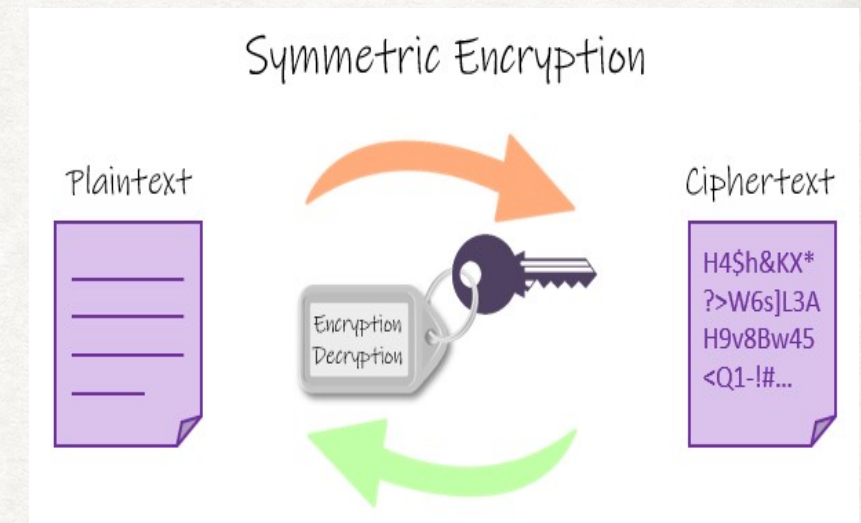 Symmetric Encryption
Plaintext
Ciphertext
Encryption
Decryption
H4$h&KX*
?>W6s]L3A
H9v8Bw45
<Q1-!#...